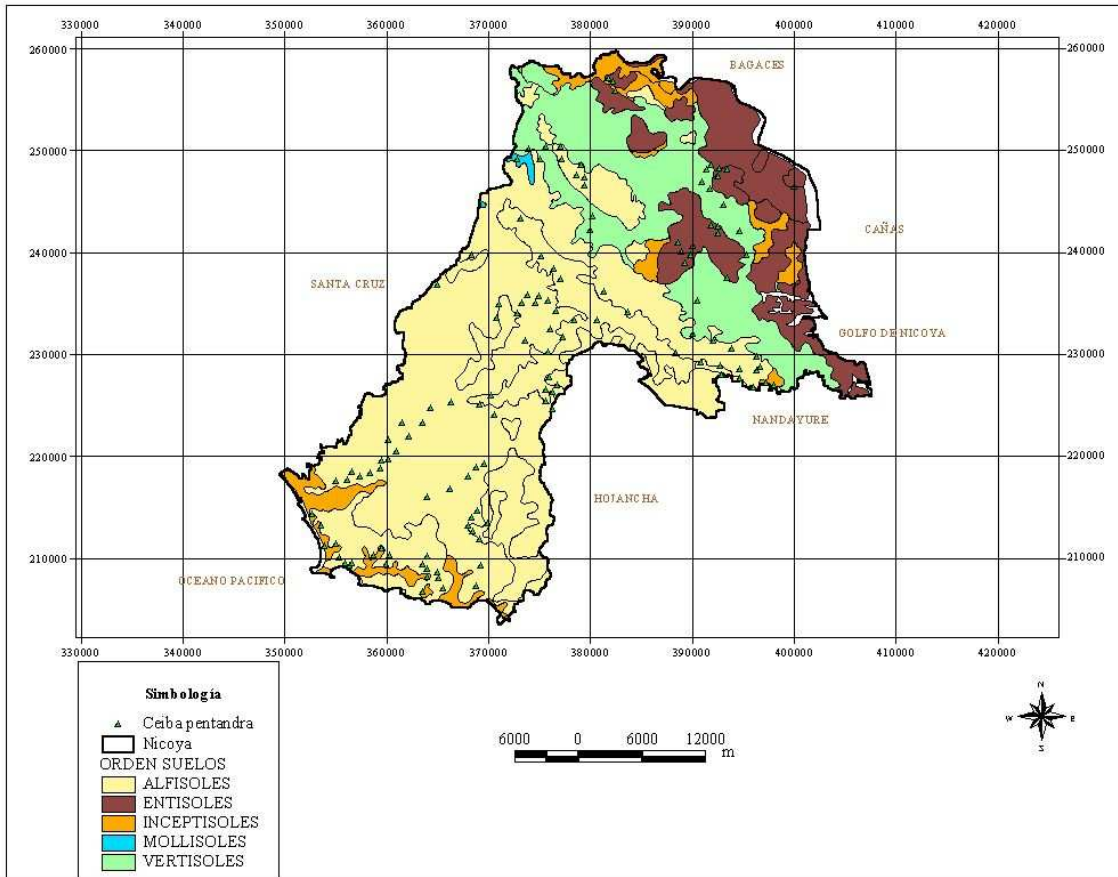 330000 340000 350000 360000 370000 380000 390000 400000 410000 420000
260000 260000
BAGACES
250000 250000
CAÑAS
240000 240000
SANTA CRUZ
GOLFO DE NICOYA
230000 230000
NANDAYURE
220000 220000
HOJANCHA
210000 210000
OCEANO PACIFICO
330000 340000 350000 360000 370000 380000 390000 400000 410000 420000
Simbología
Ceiba pentandra
Nicoya
ORDEN SUELOS
ALFISOLES
ENTISOLES
INCEPTISOLES
MOLLISOLES
VERTISOLES
6000 0 6000 12000
m
N
W E
S